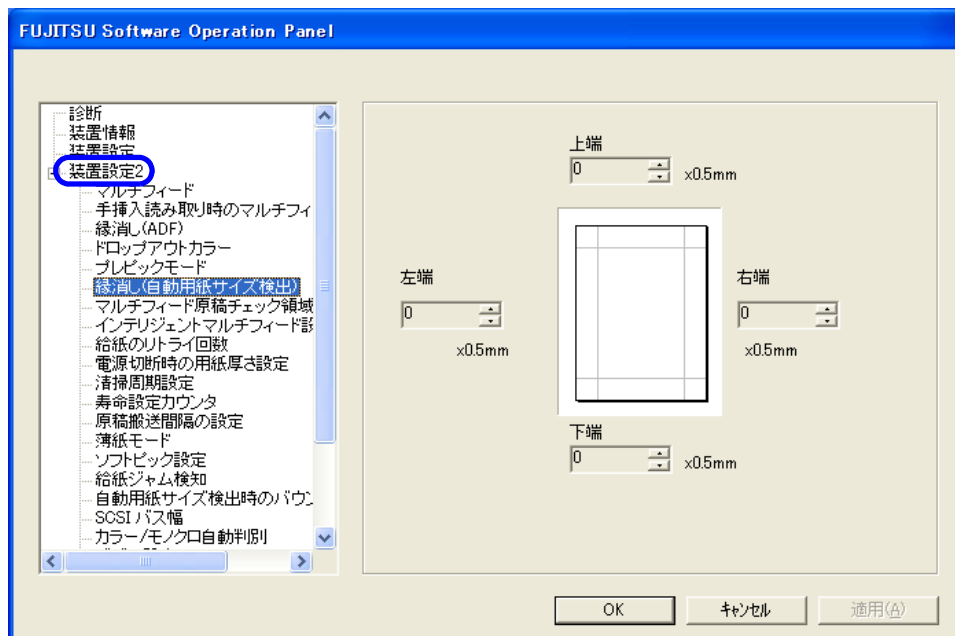 FUJITSU Software Operation Panel
診断
装置情報
装置設定
装置設定2
マルチフィード
手挿入読み取り時のマルチフィ
縁消し(ADF)
ドロップアウトカラー
プレピックモード
縁消し(自動用紙サイズ検出)
マルチフィード原稿チェック領域
インテリジェントマルチフィード設
給紙のリトライ回数
電源切断時の用紙厚さ設定
清掃周期設定
寿命設定カウンタ
原稿搬送間隔の設定
薄紙モード
ソフトピック設定
給紙ジャム検知
自動用紙サイズ検出時のバウン
SCSI バス幅
カラー/モノクロ自動判別
上端
0
x0.5mm
左端
0
x0.5mm
右端
0
x0.5mm
下端
0
x0.5mm
OK
キャンセル
適用(A)